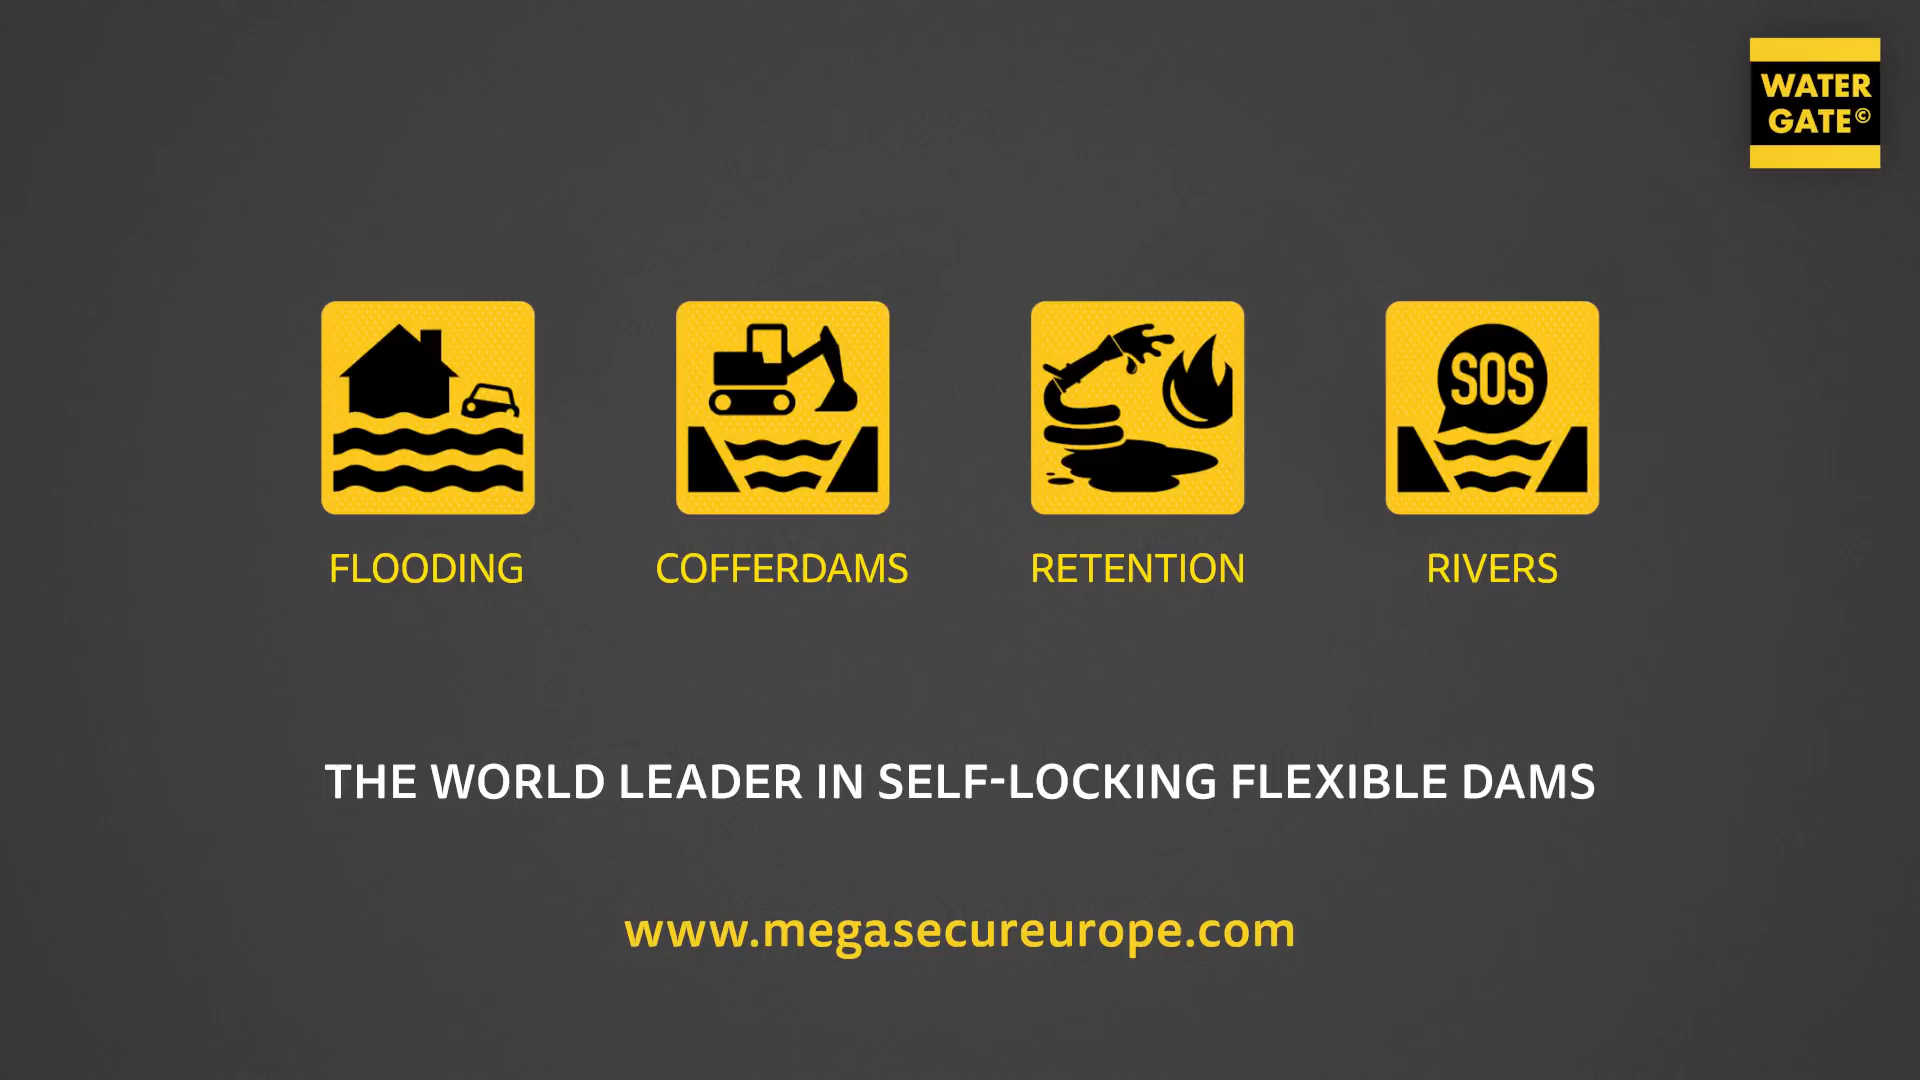 WATER
GATE©
SOS
FLOODING
COFFERDAMS
RETENTION
RIVERS
THE WORLD LEADER IN SELF-LOCKING FLEXIBLE DAMS
www.megasecureurope.com